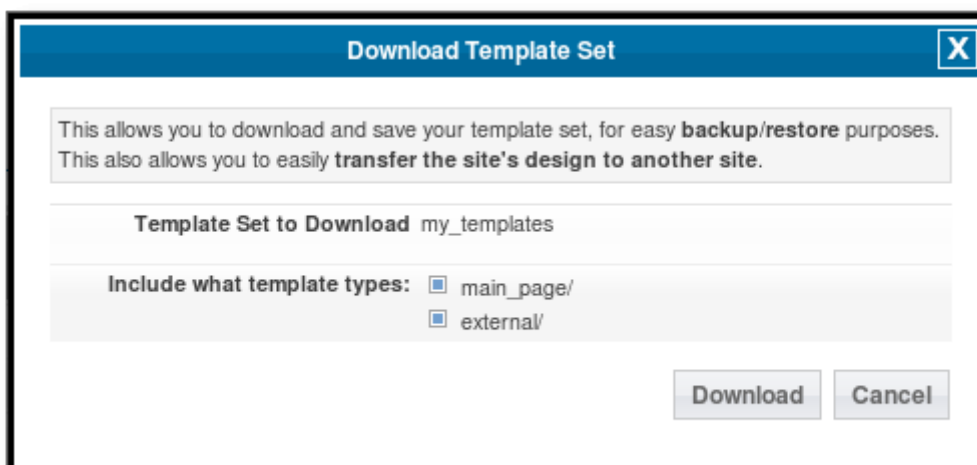 Download Template Set X
This allows you to download and save your template set, for easy backup/restore purposes.
This also allows you to easily transfer the site's design to another site.
Template Set to Download my_templates
Include what template types: main_page/
external/
Download Cancel